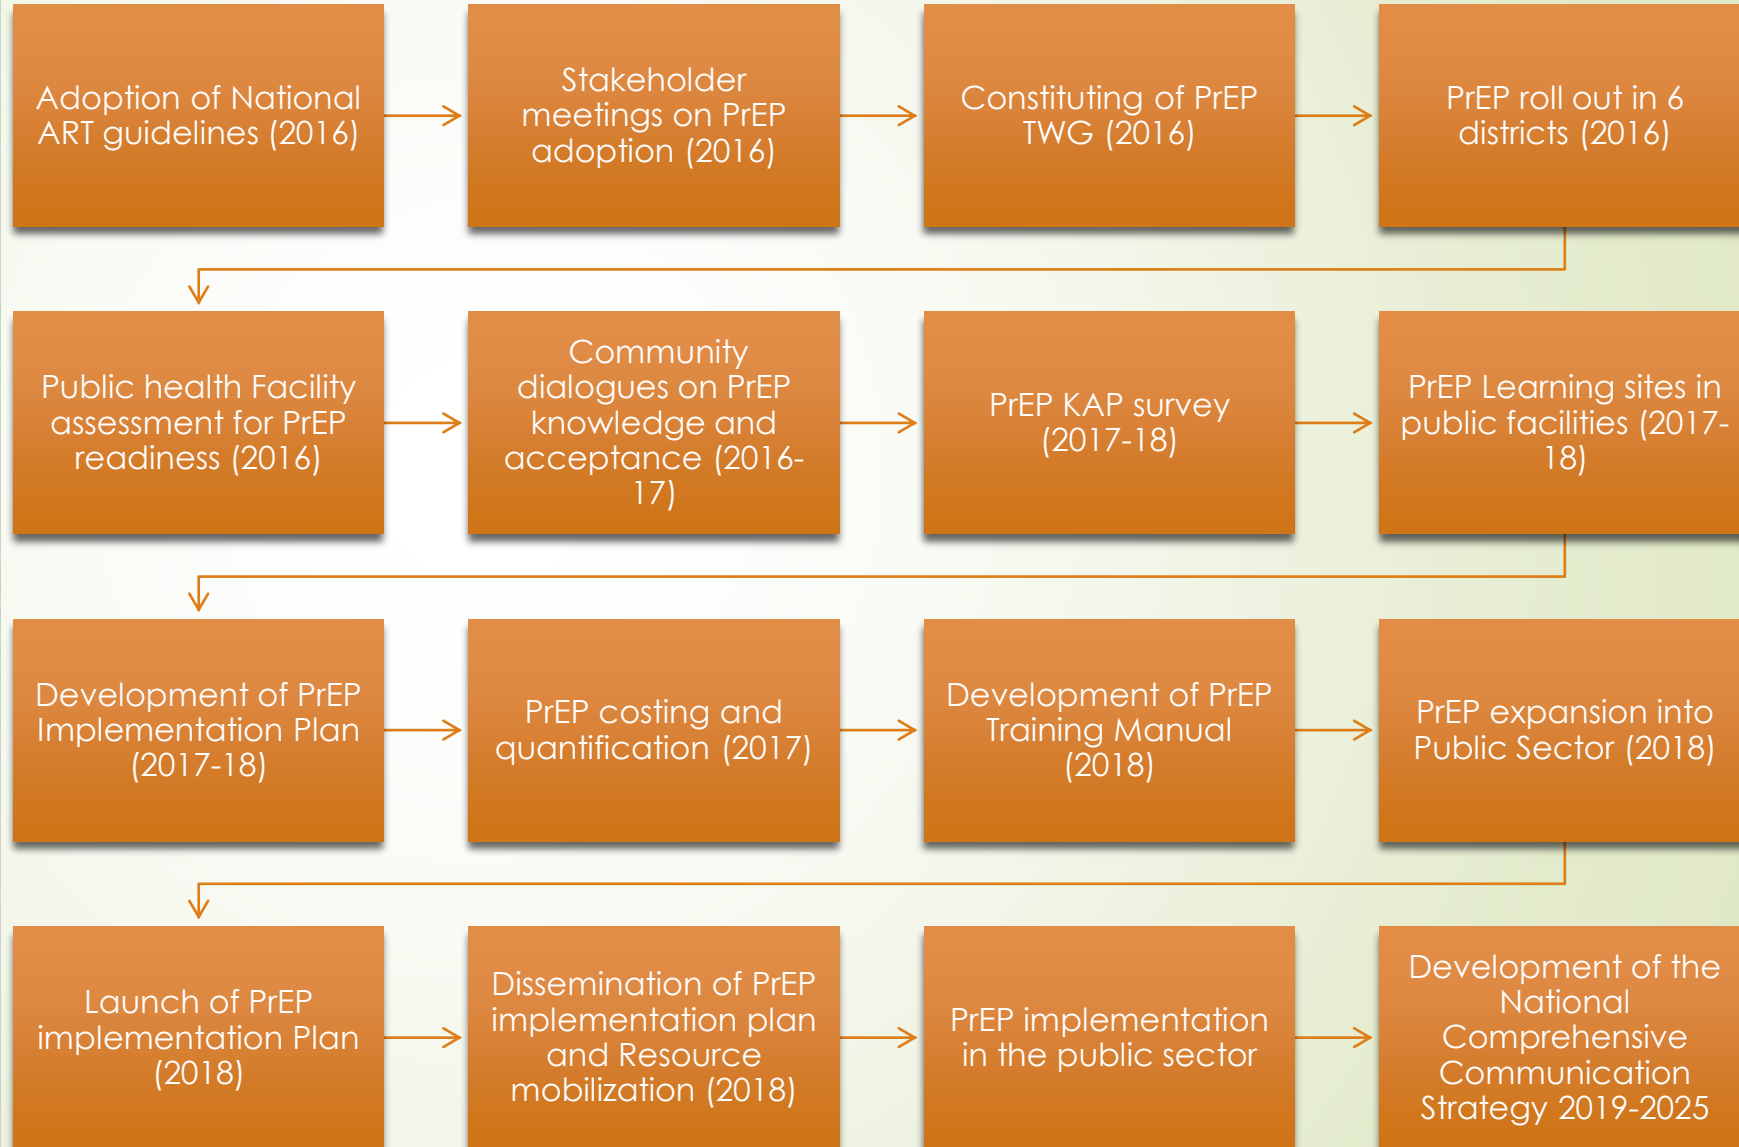 Adoption of National
ART guidelines (2016)
Stakeholder
meetings on PrEP
adoption (2016)
Constituting of PrEP
TWG (2016)
PrEP roll out in 6
districts (2016)
Public health Facility
assessment for PrEP
readiness (2016)
Community
dialogues on PrEP
knowledge and
acceptance (2016-
17)
PrEP KAP survey
(2017-18)
PrEP Learning sites in
public facilities (2017-
18)
Development of PrEP
Implementation Plan
(2017-18)
PrEP costing and
quantification (2017)
Development of PrEP
Training Manual
(2018)
PrEP expansion into
Public Sector (2018)
Launch of PrEP
implementation Plan
(2018)
Dissemination of PrEP
implementation plan
and Resource
mobilization (2018)
PrEP implementation
in the public sector
Development of the
National
Comprehensive
Communication
Strategy 2019-2025